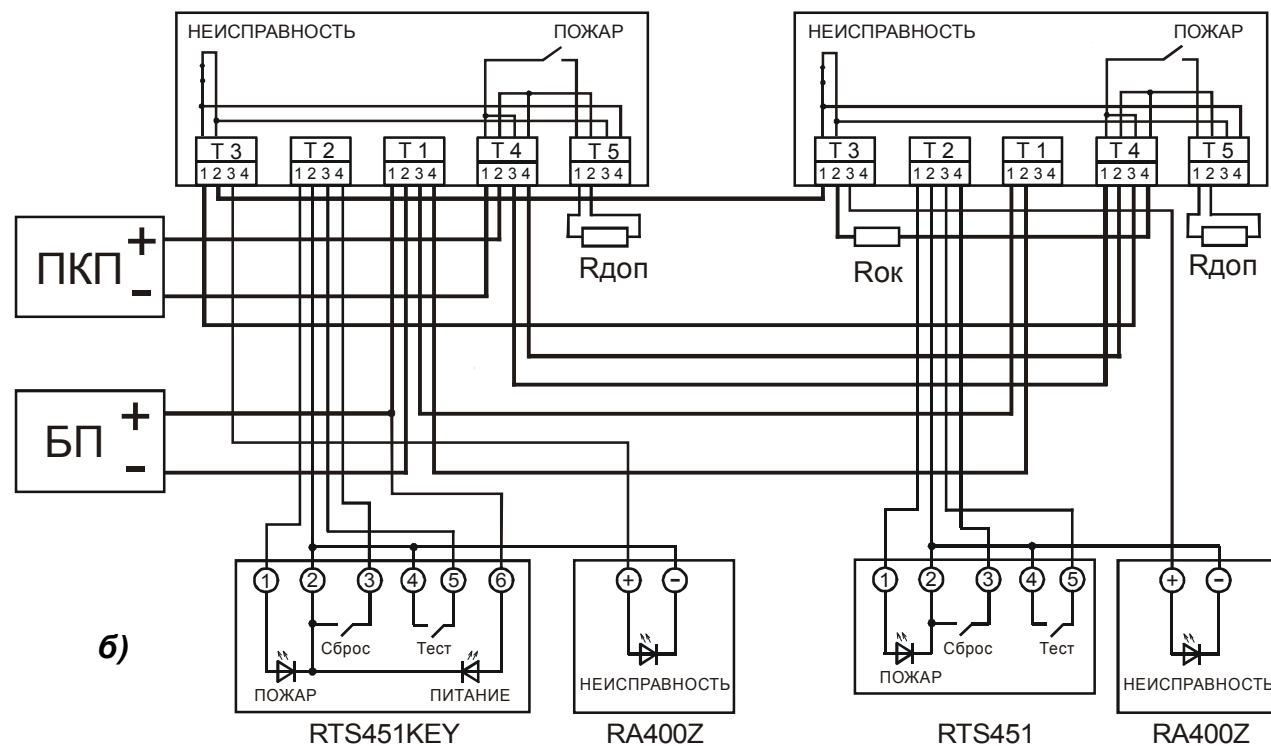 НЕИСПРАВНОСТЬ ПОЖАР
НЕИСПРАВНОСТЬ ПОЖАР
T 3 T 2 T 1 T 4 T 5
1 2 3 4 1 2 3 4 1 2 3 4 1 2 3 4 1 2 3 4
T 3 T 2 T 1 T 4 T 5
1 2 3 4 1 2 3 4 1 2 3 4 1 2 3 4 1 2 3 4
ПКП + -
Rдоп
Rок
Rдоп
БП + -
1 2 3 4 5 6
+ -
1 2 3 4 5
+ -
б)
Сброс Тест
ПОЖАР ПИТАНИЕ
НЕИСПРАВНОСТЬ
Сброс Тест
ПОЖАР
НЕИСПРАВНОСТЬ
RTS451KEY
RA400Z
RTS451
RA400Z